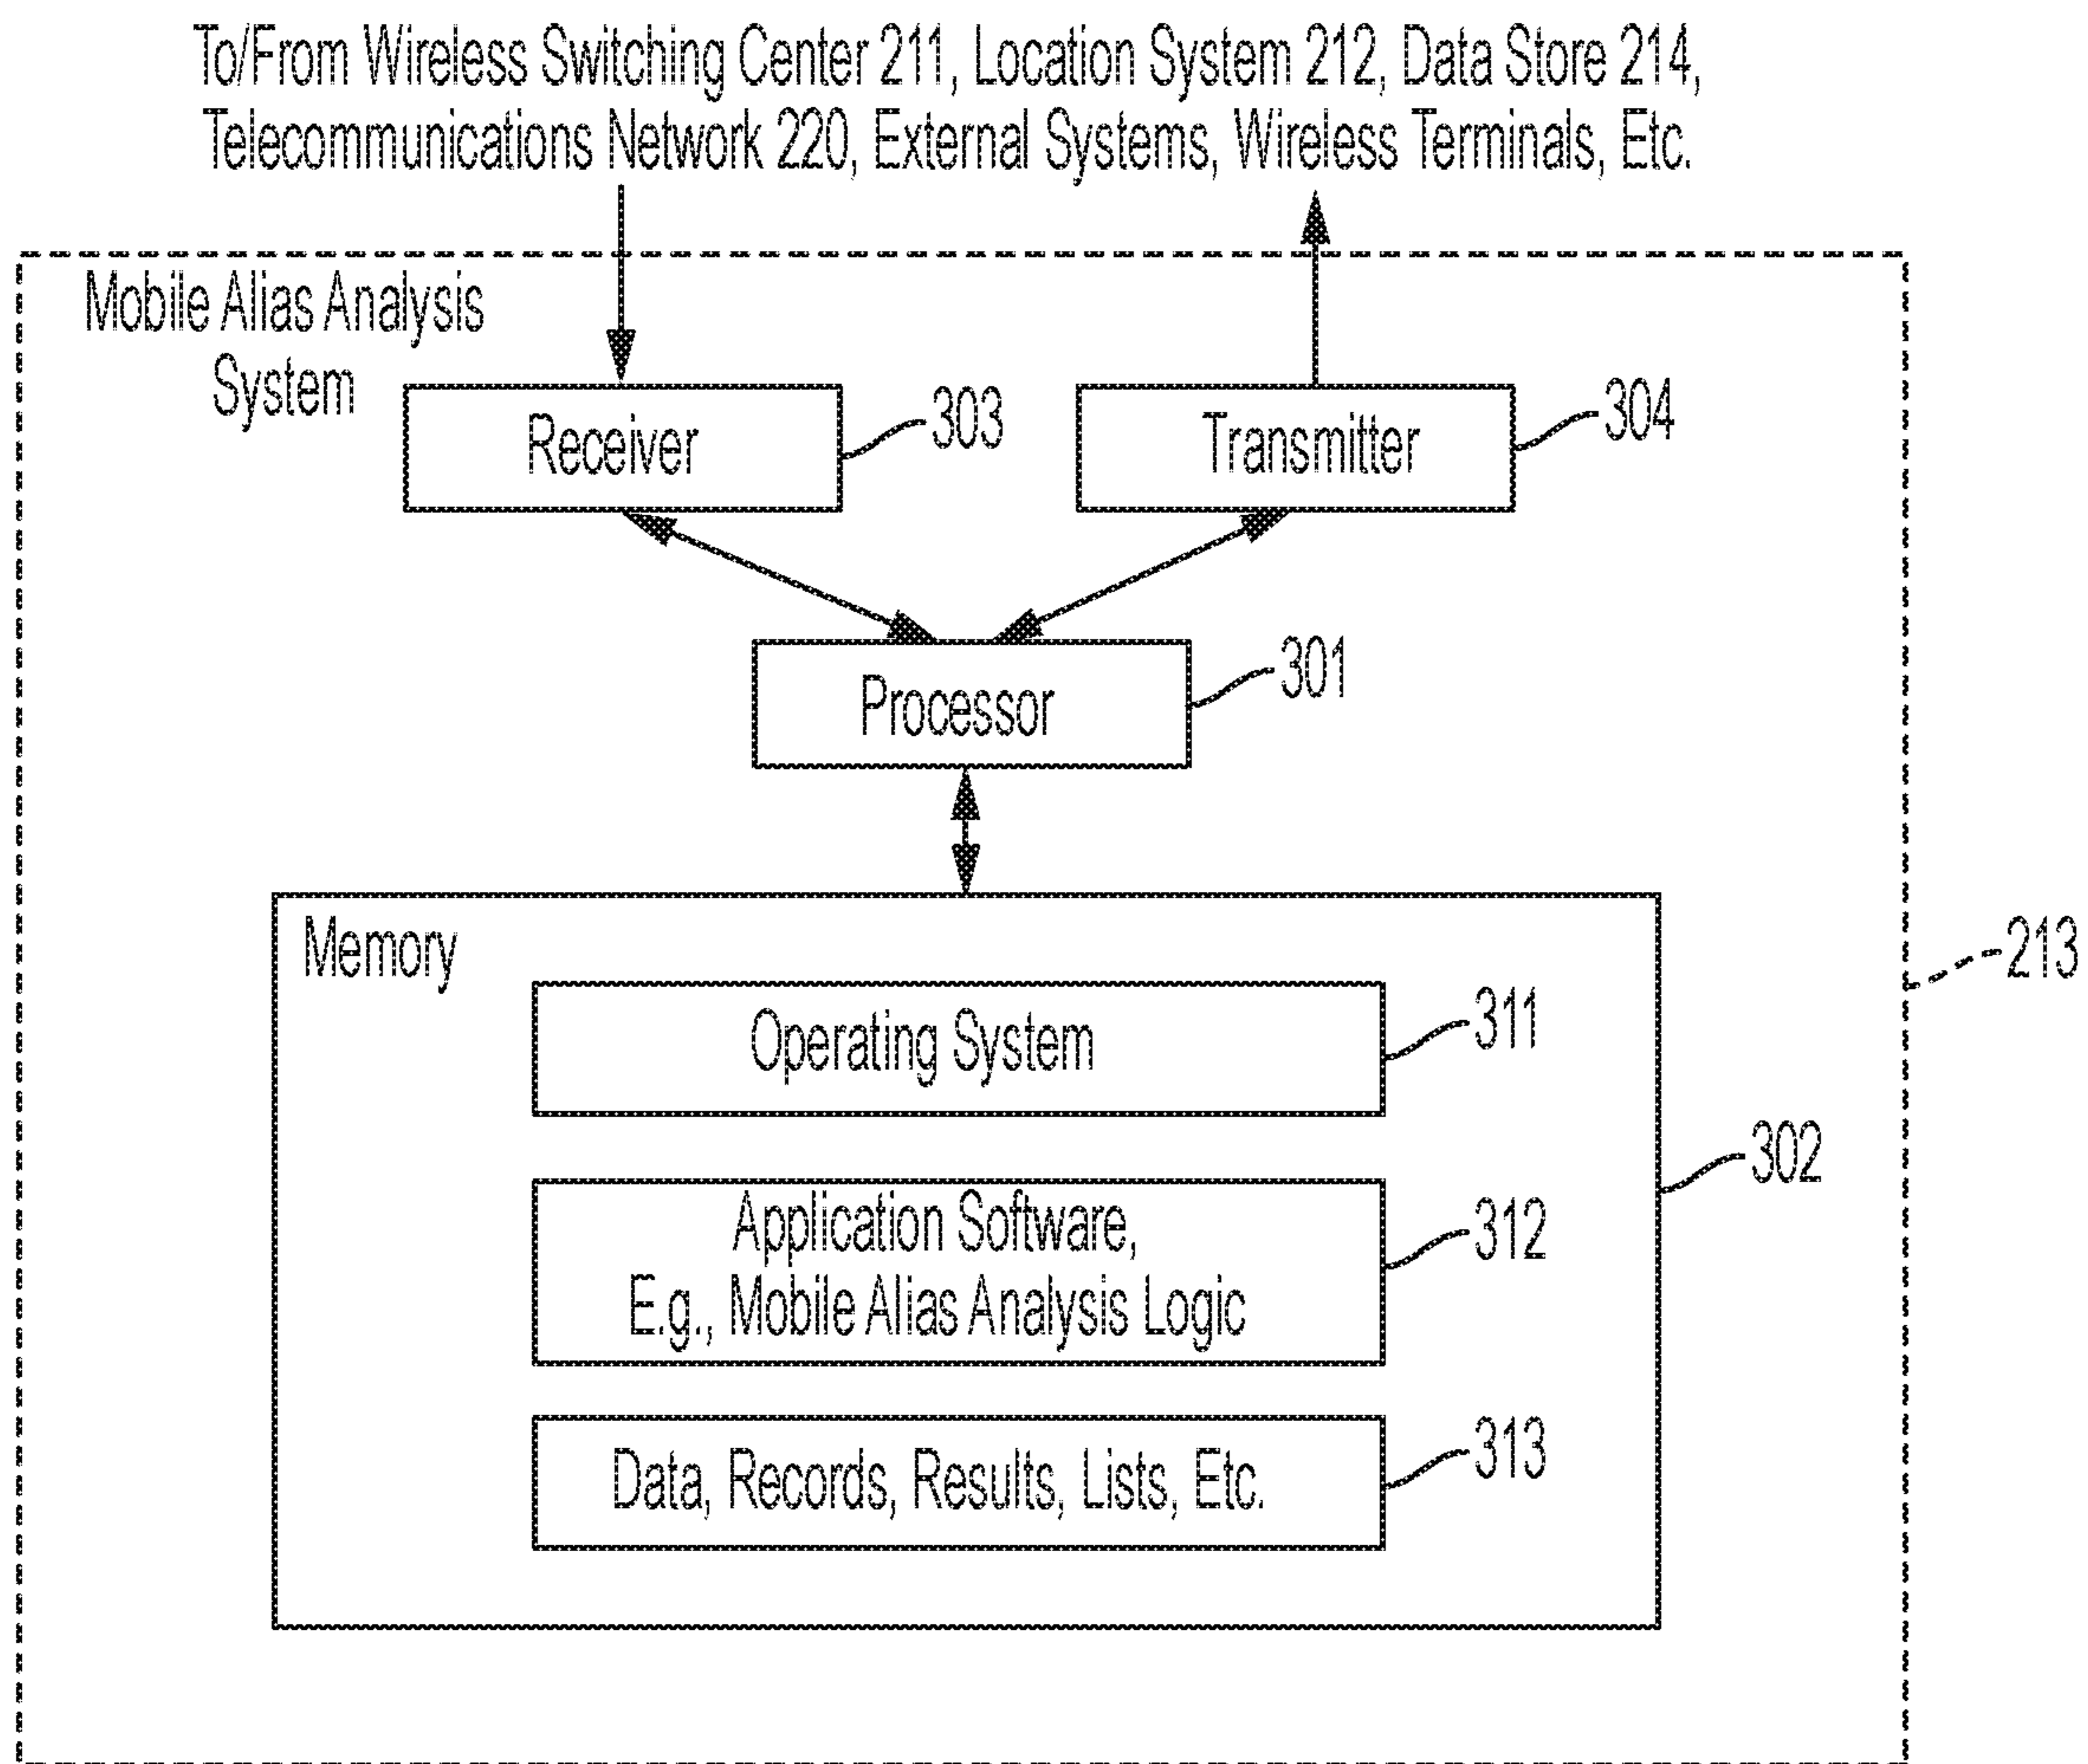 To/From Wireless Switching Center 211, Location System 212, Data Store 214,
Telecommunications Network 220, External Systems, Wireless Terminals, Etc.
Mobile Alias Analysis
System
Receiver
303
Transmitter
304
Processor
301
Memory
Operating System
311
Application Software,
E.g., Mobile Alias Analysis Logic
312
Data, Records, Results, Lists, Etc.
313
302
213